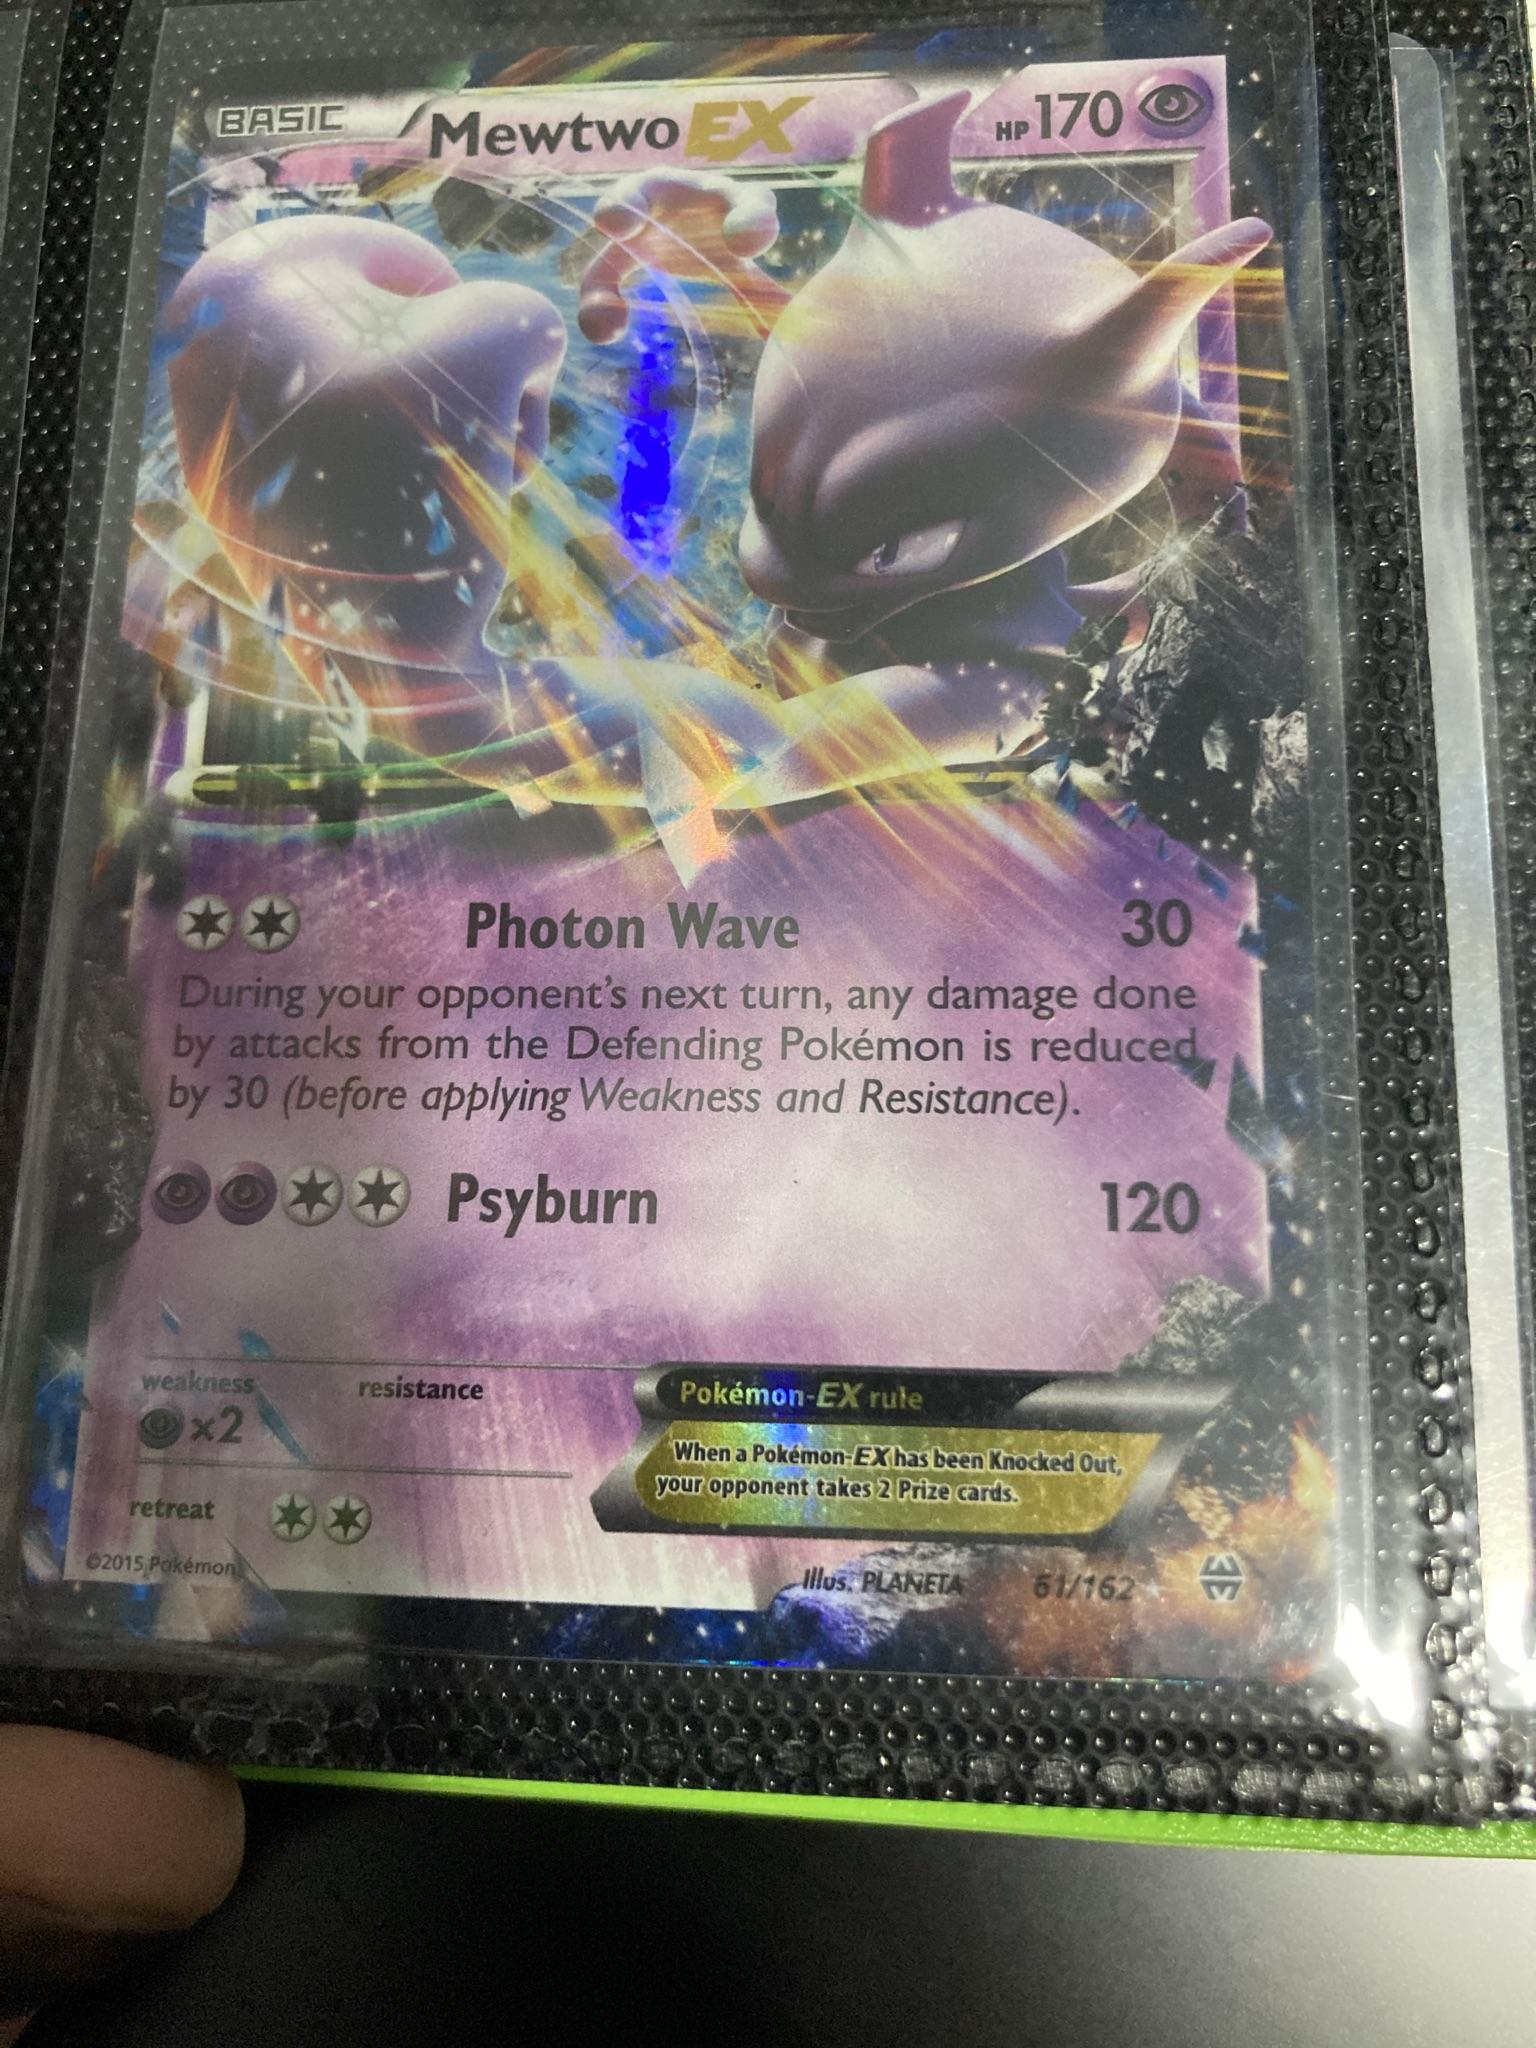 BASIC Mewtwo EX HP 170
Photon Wave 30
During your opponent's next turn, any damage done
by attacks from the Defending Pokémon is reduced
by 30 (before applying Weakness and Resistance).
Psyburn 120
weakness resistance
×2
Pokémon-EX rule
When a Pokémon-EX has been Knocked Out,
your opponent takes 2 Prize cards.
retreat
©2015 Pokémon
Illus. PLANETA 61/162